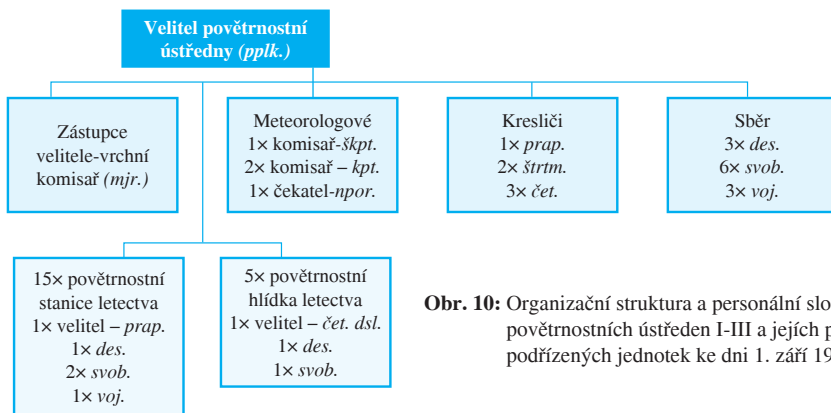 Velitel povětrnostní
ústředny (pplk.)
Zástupce
velitele-vrchní
komisař (mjr.)
Meteorologové
1× komisař-škpt.
2× komisař – kpt.
1× čekatel-npor.
Kresliči
1× prap.
2× štrtm.
3× čet.
Sběr
3× des.
6× svob.
3× voj.
15× povětrnostní
stanice letectva
1× velitel – prap.
1× des.
2× svob.
1× voj.
5× povětrnostní
hlídka letectva
1× velitel – čet. dsl.
1× des.
1× svob.
Obr. 10: Organizační struktura a personální slo
povětrnostních ústředen I-III a jejích p
podřízených jednotek ke dni 1. září 19